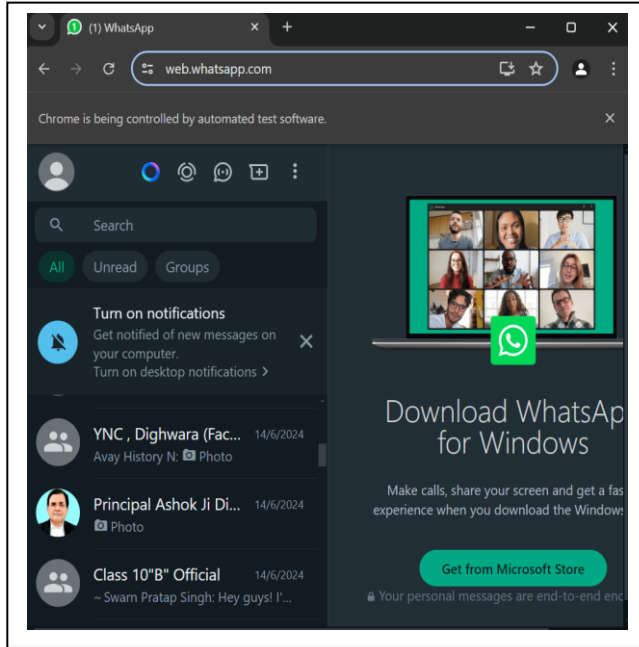 (1) WhatsApp
web.whatsapp.com
Chrome is being controlled by automated test software.
Search
All Unread Groups
Turn on notifications
Get notified of new messages on
your computer.
Turn on desktop notifications >
YNC , Dighwara (Fac... 14/6/2024
Avay History N: Photo
Principal Ashok Ji Di... 14/6/2024
Photo
Class 10"B" Official 14/6/2024
~ Swarn Pratap Singh: Hey guys! I'...
Download WhatsAp
for Windows
Make calls, share your screen and get a fas
experience when you download the Windows
Get from Microsoft Store
Your personal messages are end-to-end enc